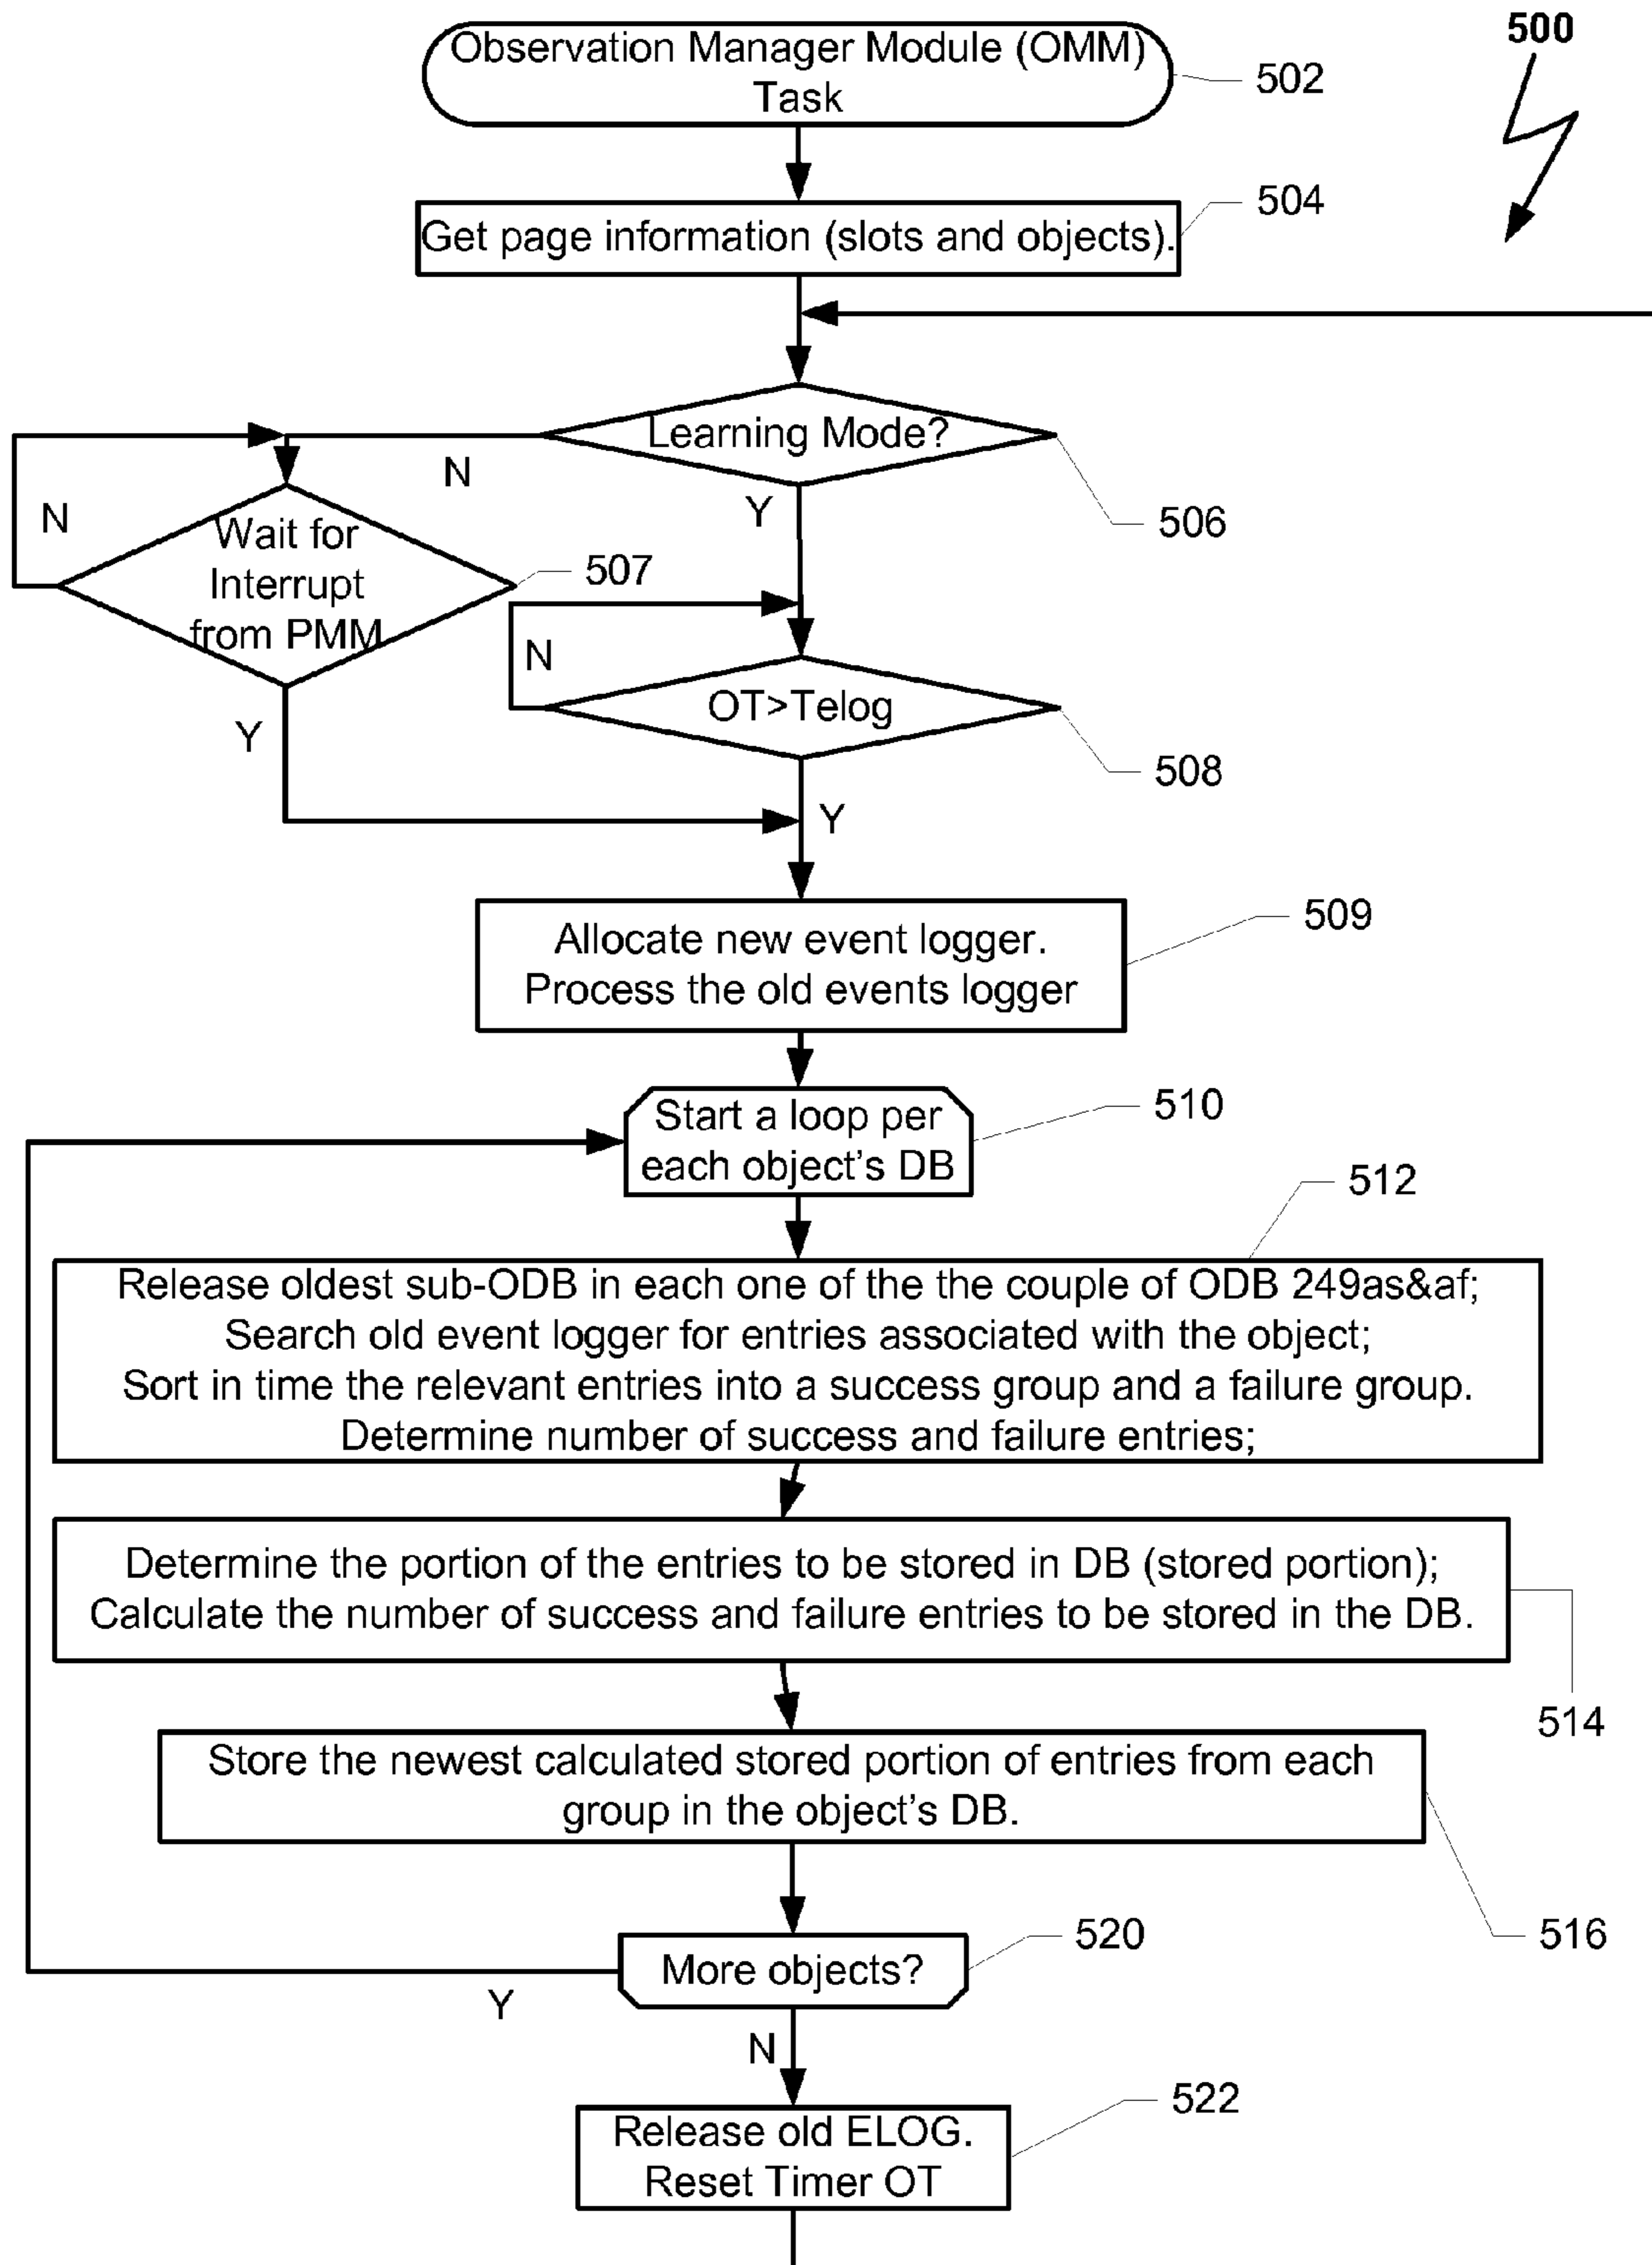 Observation Manager Module (OMM)
Task
502
500
504
Get page information (slots and objects).
Learning Mode?
N
Y
506
N
Wait for
Interrupt
from PMM
507
N
OT>Telog
508
Y
Y
509
Allocate new event logger.
Process the old events logger
Start a loop per
each object's DB
510
512
Release oldest sub-ODB in each one of the the couple of ODB 249as&af;
Search old event logger for entries associated with the object;
Sort in time the relevant entries into a success group and a failure group.
Determine number of success and failure entries;
Determine the portion of the entries to be stored in DB (stored portion);
Calculate the number of success and failure entries to be stored in the DB.
514
Store the newest calculated stored portion of entries from each
group in the object's DB.
516
520
More objects?
Y
N
522
Release old ELOG.
Reset Timer OT